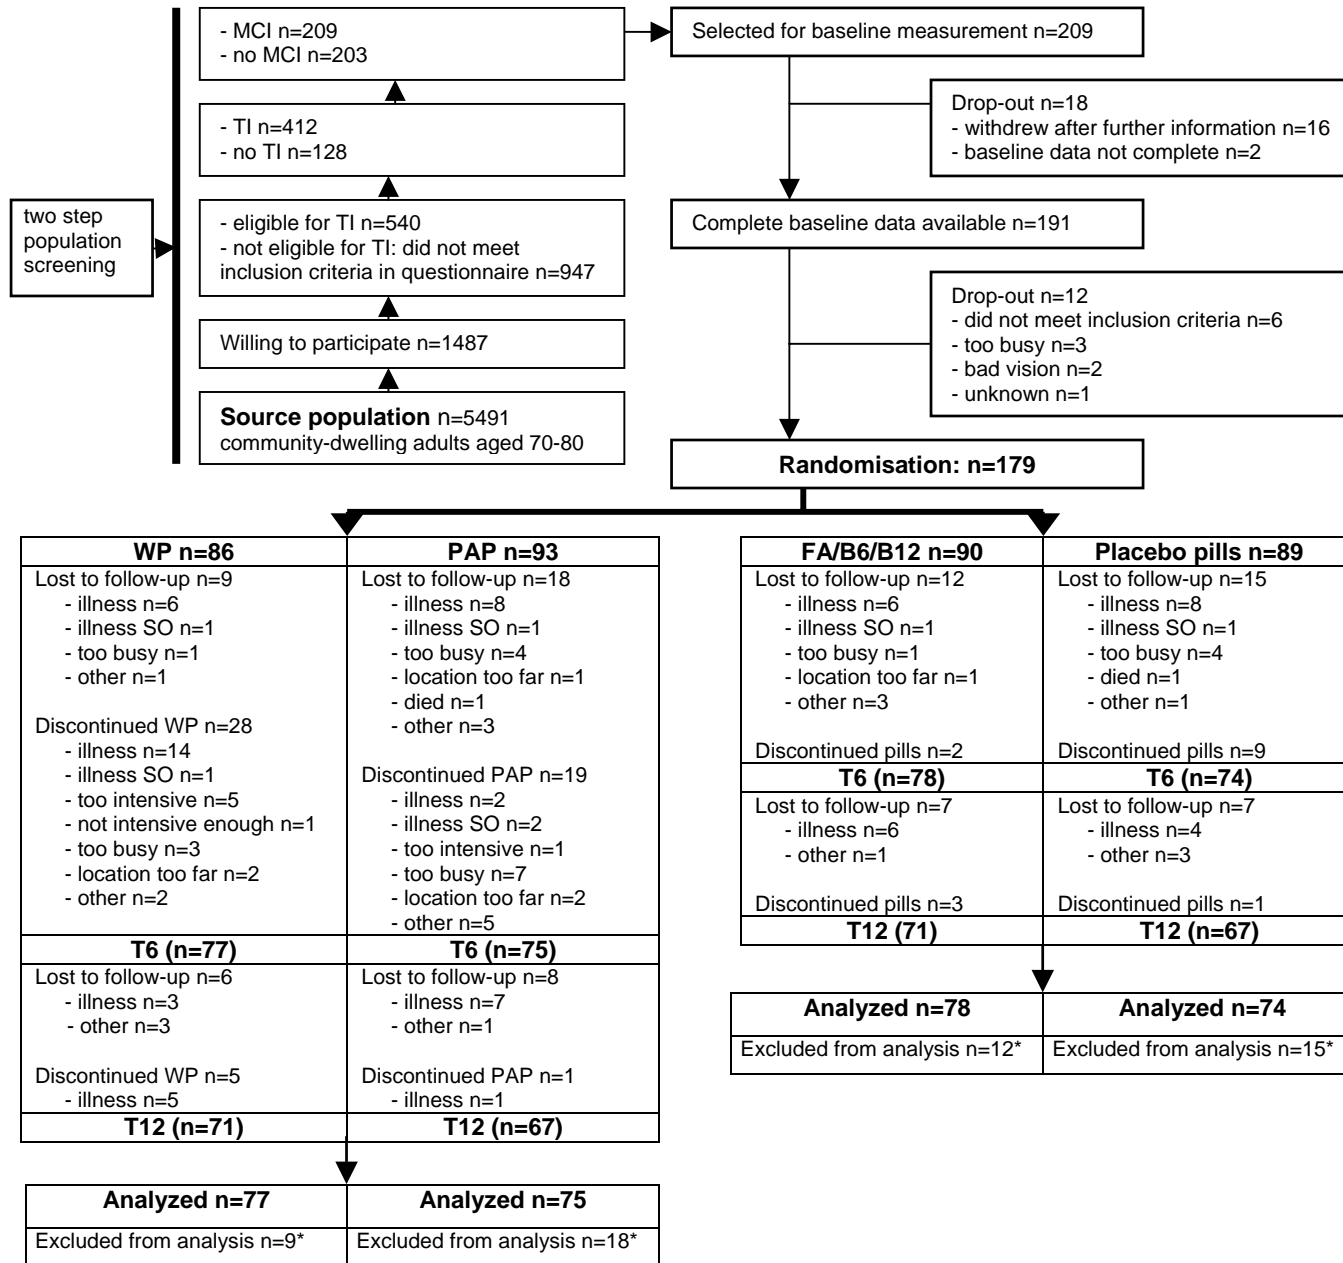 two step
population
screening
- MCI n=209
- no MCI n=203
- TI n=412
- no TI n=128
- eligible for TI n=540
- not eligible for TI: did not meet
inclusion criteria in questionnaire n=947
Willing to participate n=1487
Source population n=5491
community-dwelling adults aged 70-80
Selected for baseline measurement n=209
Drop-out n=18
- withdrew after further information n=16
- baseline data not complete n=2
Complete baseline data available n=191
Drop-out n=12
- did not meet inclusion criteria n=6
- too busy n=3
- bad vision n=2
- unknown n=1
Randomisation: n=179
WP n=86
Lost to follow-up n=9
- illness n=6
- illness SO n=1
- too busy n=1
- other n=1
Discontinued WP n=28
- illness n=14
- illness SO n=1
- too intensive n=5
- not intensive enough n=1
- too busy n=3
- location too far n=2
- other n=2
T6 (n=77)
Lost to follow-up n=6
- illness n=3
- other n=3
Discontinued WP n=5
- illness n=5
T12 (n=71)
PAP n=93
Lost to follow-up n=18
- illness n=8
- illness SO n=1
- too busy n=4
- location too far n=1
- died n=1
- other n=3
Discontinued PAP n=19
- illness n=2
- illness SO n=2
- too intensive n=1
- too busy n=7
- location too far n=2
- other n=5
T6 (n=75)
Lost to follow-up n=8
- illness n=7
- other n=1
Discontinued PAP n=1
- illness n=1
T12 (n=67)
Analyzed n=77
Excluded from analysis n=9*
Analyzed n=75
Excluded from analysis n=18*
FA/B6/B12 n=90
Lost to follow-up n=12
- illness n=6
- illness SO n=1
- too busy n=1
- location too far n=1
- other n=3
Discontinued pills n=2
T6 (n=78)
Lost to follow-up n=7
- illness n=6
- other n=1
Discontinued pills n=3
T12 (71)
Placebo pills n=89
Lost to follow-up n=15
- illness n=8
- illness SO n=1
- too busy n=4
- died n=1
- other n=1
Discontinued pills n=9
T6 (n=74)
Lost to follow-up n=7
- illness n=4
- other n=3
Discontinued pills n=1
T12 (n=67)
Analyzed n=78
Excluded from analysis n=12*
Analyzed n=74
Excluded from analysis n=15*